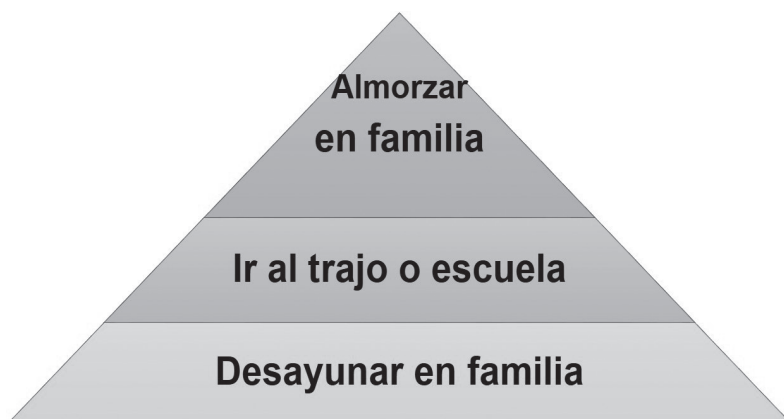 Almorzar
en familia
Ir al trajo o escuela
Desayunar en familia